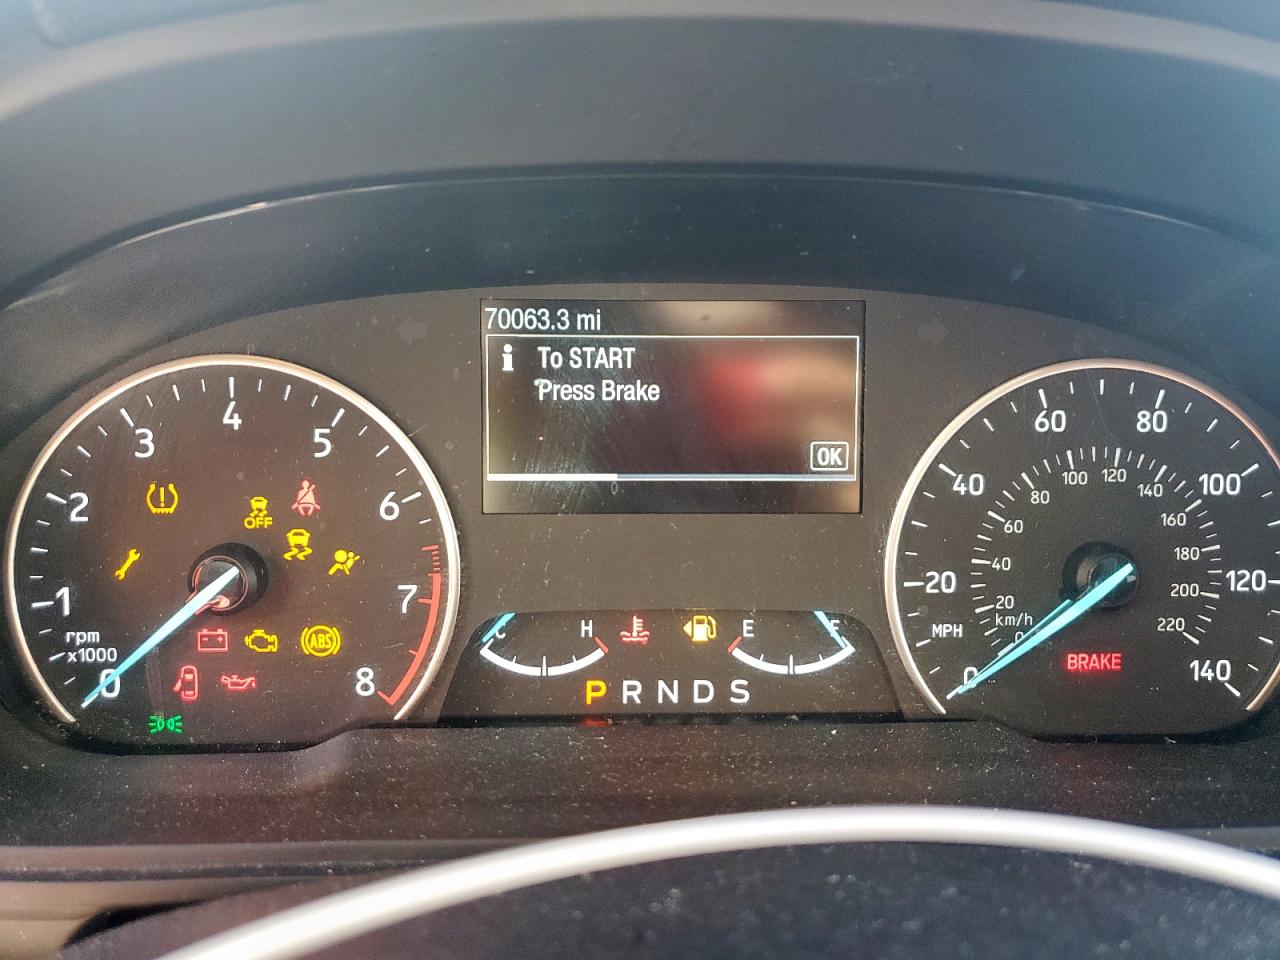 70063.3 mi
i To START
Press Brake
OK
0
1
2
3
4
5
6
7
8
rpm
x1000
OFF
ABS
C H
E F
P R N D S
0
20
40
60
80
100
120
140
MPH
0
20
40
60
80
100
120
140
160
180
200
220
km/h
BRAKE